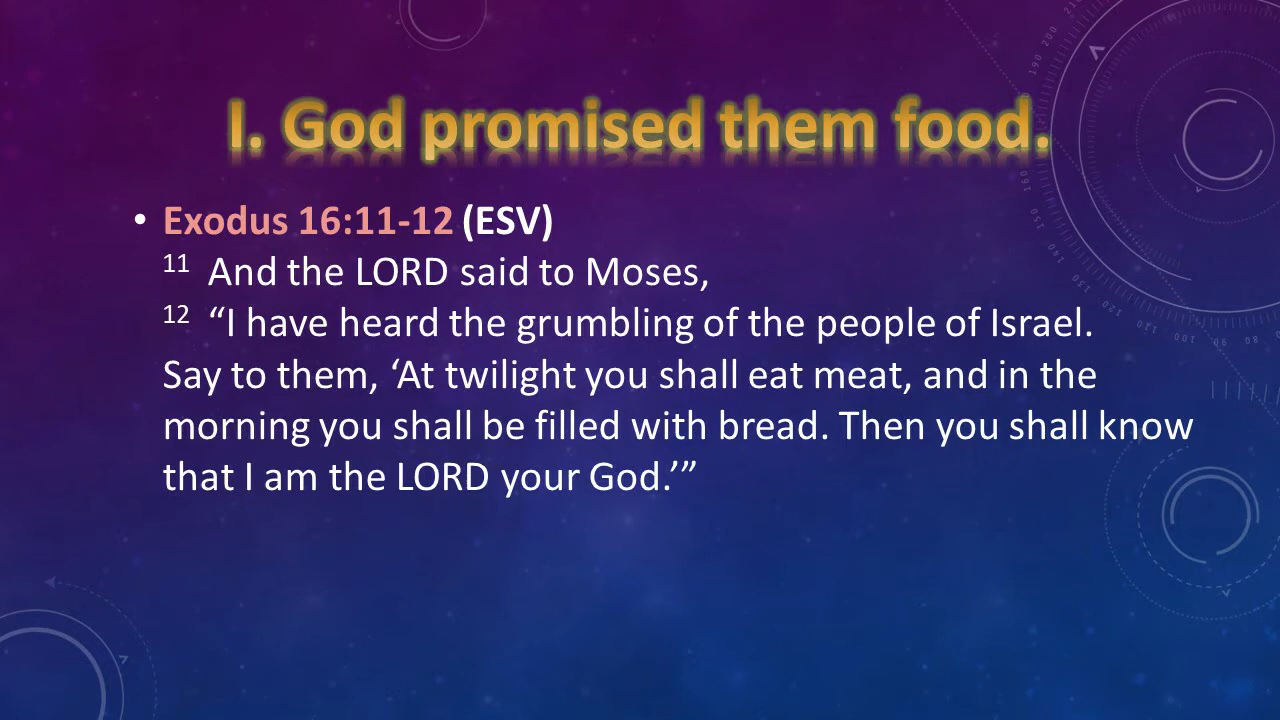 I. God promised them food.
• Exodus 16:11-12 (ESV)
11 And the LORD said to Moses,
12 “I have heard the grumbling of the people of Israel.
Say to them, ‘At twilight you shall eat meat, and in the
morning you shall be filled with bread. Then you shall know
that I am the LORD your God.’”